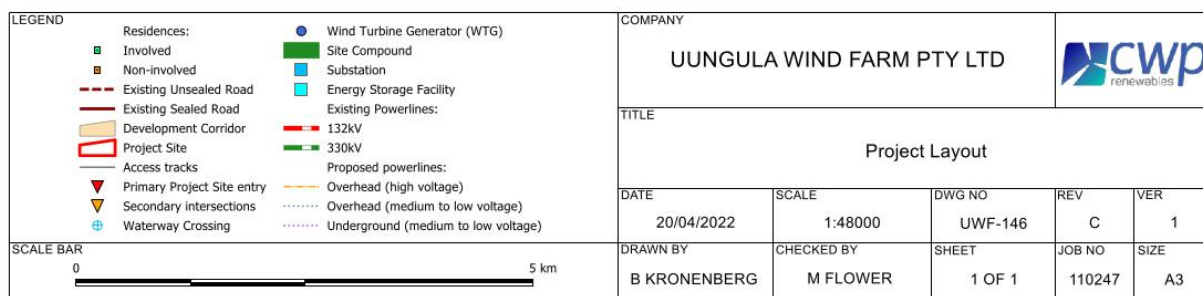 LEGEND
Residences:
Involved
Non-involved
Existing Unsealed Road
Existing Sealed Road
Development Corridor
Project Site
Access tracks
Primary Project Site entry
Secondary intersections
Waterway Crossing
Wind Turbine Generator (WTG)
Site Compound
Substation
Energy Storage Facility
Existing Powerlines:
132kV
330kV
Proposed powerlines:
Overhead (high voltage)
Overhead (medium to low voltage)
Underground (medium to low voltage)
SCALE BAR
0 5 km
COMPANY
UUNGULA WIND FARM PTY LTD
cwp
renewables
TITLE
Project Layout
DATE SCALE DWG NO REV VER
20/04/2022 1:48000 UWF-146 C 1
DRAWN BY CHECKED BY SHEET JOB NO SIZE
B KRONENBERG M FLOWER 1 OF 1 110247 A3